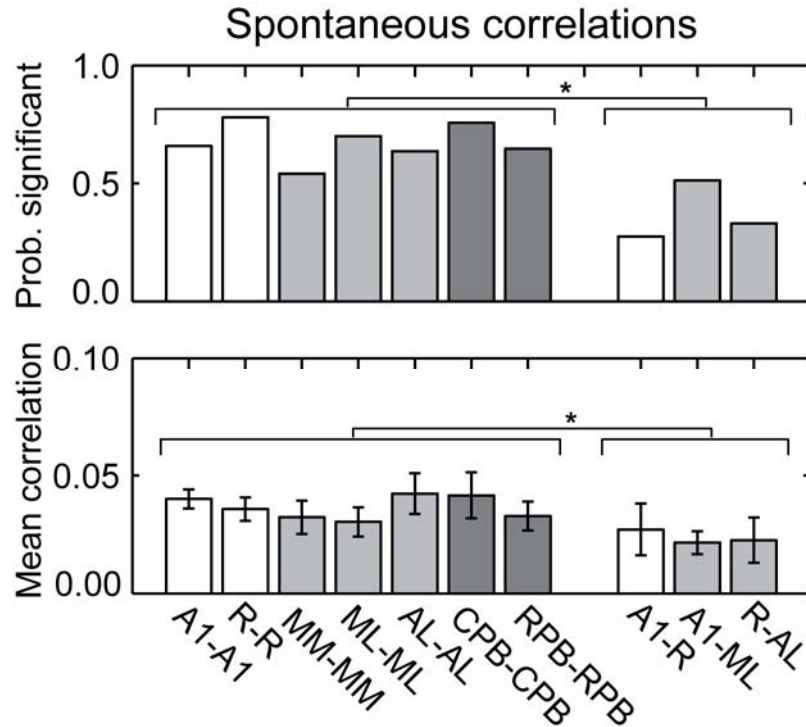 Spontaneous correlations
Prob. significant
1.0
0.5
0.0
*
Mean correlation
0.10
0.05
0.00
*
A1-A1
R-R
MM-MM
ML-ML
AL-AL
CPB-CPB
RPB-RPB
A1-R
A1-ML
R-AL